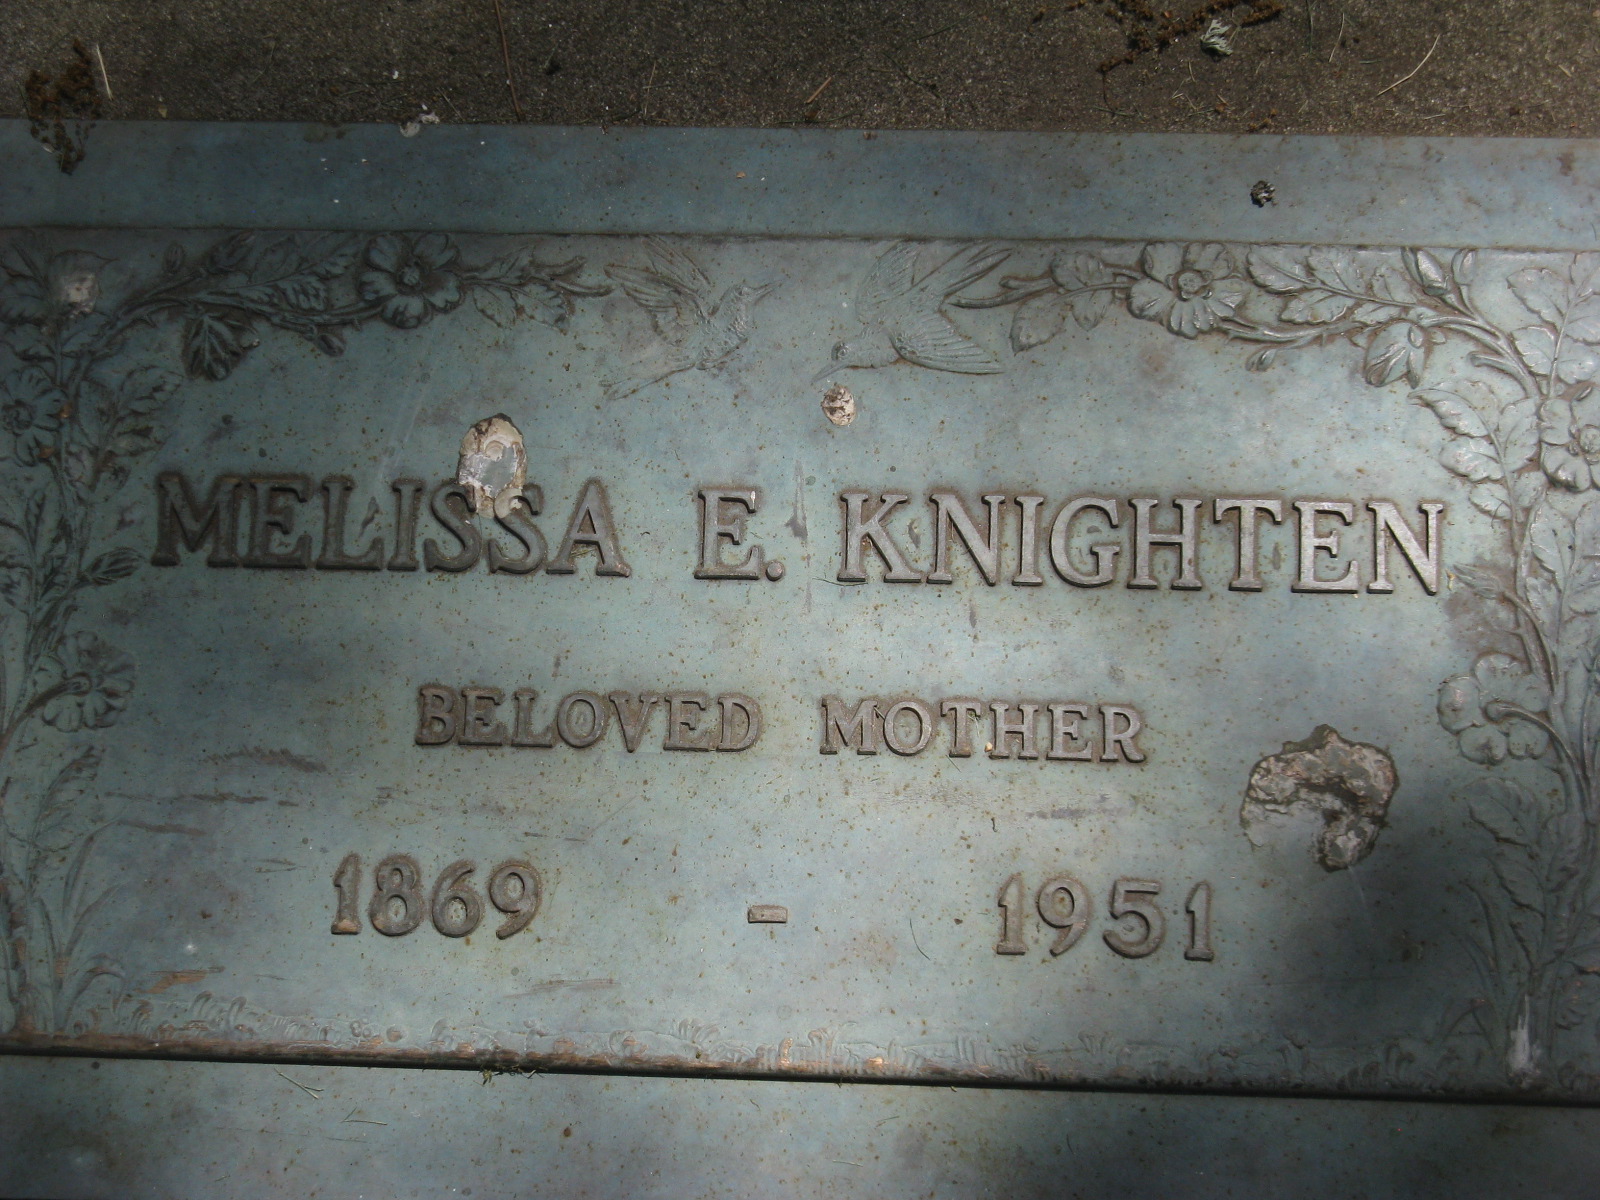 MELISSA E. KNIGHTEN
BELOVED MOTHER
1869 - 1951